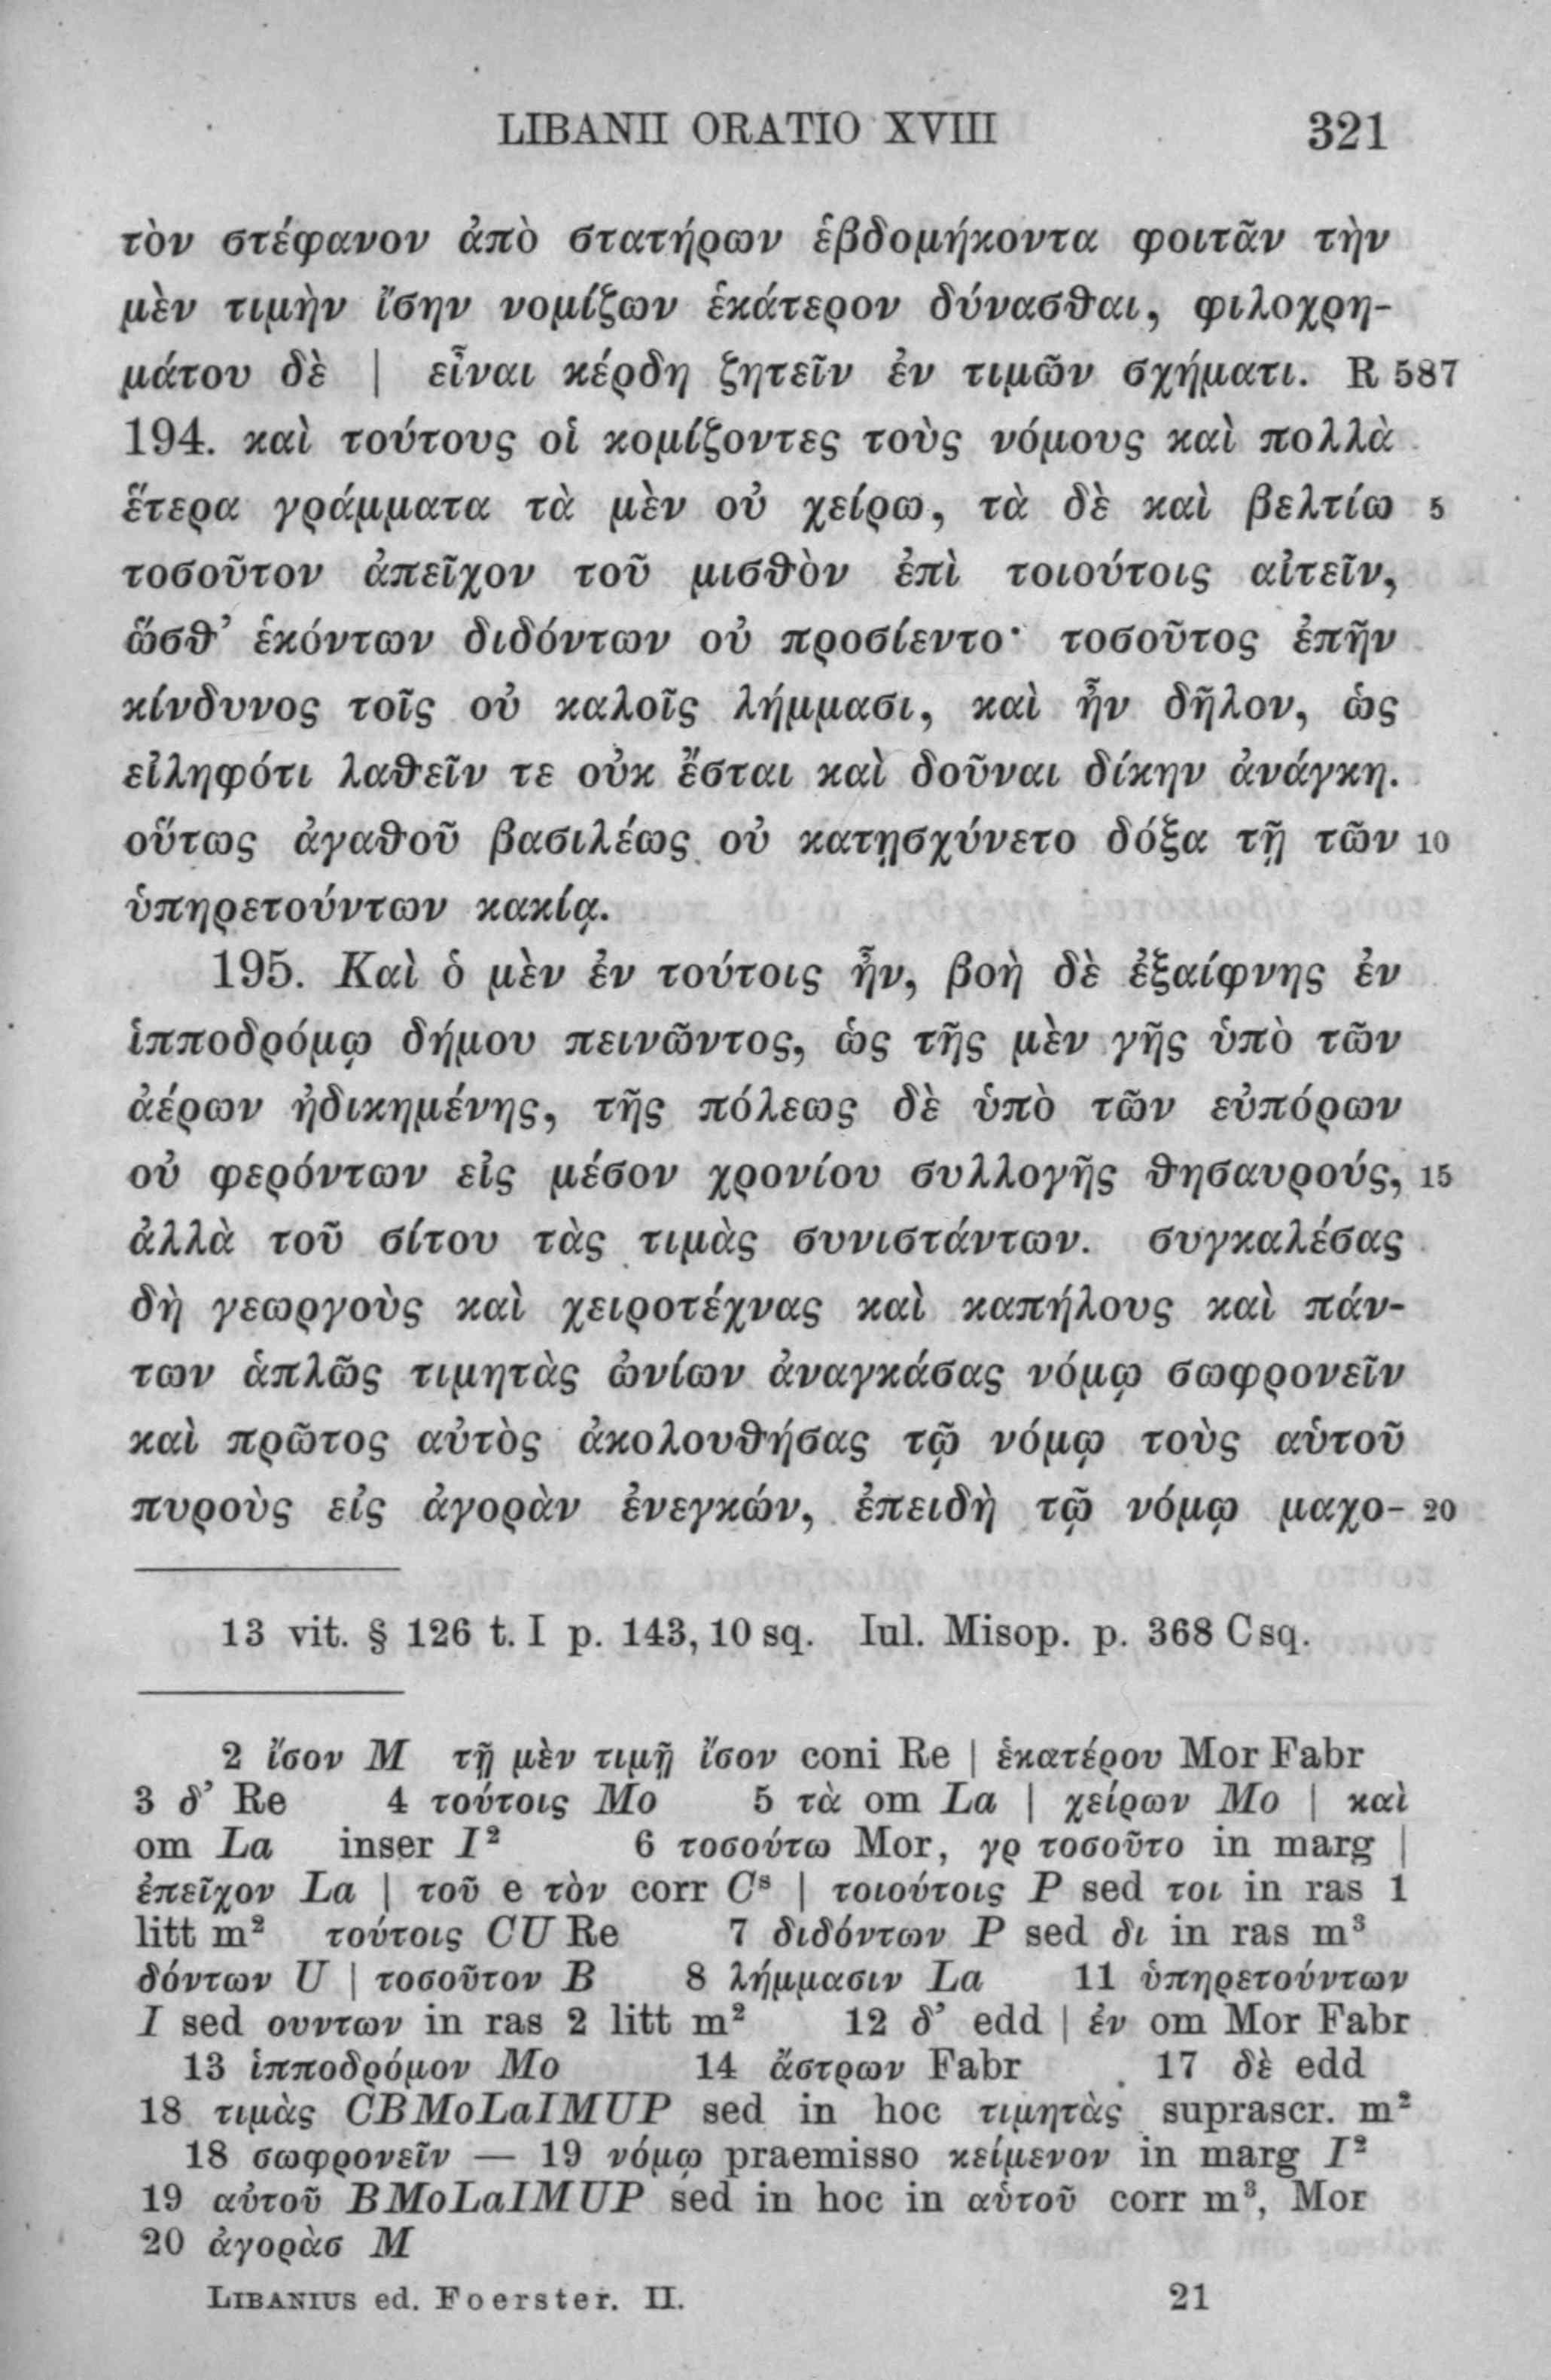 LIBANII ORATIO XVIII 321
τὸν στέφανον ἀπὸ στατήρων ἑβδομήκοντα φοιτᾶν τὴν
μὲν τιμὴν ἴσην νομίζων ἑκάτερον δύνασθαι, φιλοχρη-
μάτου δὲ | εἶναι κέρδη ζητεῖν ἐν τιμῶν σχήματι. R 587
194. καὶ τούτους οἱ κομίζοντες τοὺς νόμους καὶ πολλὰ
ἕτερα γράμματα τὰ μὲν οὐ χείρω, τὰ δὲ καὶ βελτίω 5
τοσοῦτον ἀπεῖχον τοῦ μισθὸν ἐπὶ τοιούτοις αἰτεῖν,
ὥσθ’ ἑκόντων διδόντων οὐ προσίεντο· τοσοῦτος ἐπῆν
κίνδυνος τοῖς οὐ καλοῖς λήμμασι, καὶ ἦν δῆλον, ὡς
εἰληφότι λαθεῖν τε οὐκ ἔσται καὶ δοῦναι δίκην ἀνάγκη.
οὕτως ἀγαθοῦ βασιλέως οὐ κατῃσχύνετο δόξα τῇ τῶν 10
ὑπηρετούντων κακίᾳ.
195. Καὶ ὁ μὲν ἐν τούτοις ἦν, βοὴ δὲ ἐξαίφνης ἐν
ἱπποδρόμῳ δήμου πεινῶντος, ὡς τῆς μὲν γῆς ὑπὸ τῶν
ἀέρων ἠδικημένης, τῆς πόλεως δὲ ὑπὸ τῶν εὐπόρων
οὐ φερόντων εἰς μέσον χρονίου συλλογῆς θησαυρούς, 15
ἀλλὰ τοῦ σίτου τὰς τιμὰς συνιστάντων. συγκαλέσας
δὴ γεωργοὺς καὶ χειροτέχνας καὶ καπήλους καὶ πάν-
των ἁπλῶς τιμητὰς ὠνίων ἀναγκάσας νόμῳ σωφρονεῖν
καὶ πρῶτος αὐτὸς ἀκολουθήσας τῷ νόμῳ τοὺς αὑτοῦ
πυροὺς εἰς ἀγορὰν ἐνεγκών, ἐπειδὴ τῷ νόμῳ μαχο- 20
13 vit. § 126 t. I p. 143, 10 sq. Iul. Misop. p. 368 C sq.
2 ἴσον M τῇ μὲν τιμῇ ἴσον coni Re | ἑκατέρου Mor Fabr
3 δ’ Re 4 τούτοις Mo 5 τὰ om La | χείρων Mo | καὶ
om La inser I² 6 τοσούτω Mor, γρ τοσοῦτο in marg |
ἐπεῖχον La | τοῦ e τὸν corr Cˢ | τοιούτοις P sed τοι in ras 1
litt m² τούτοις CU Re 7 διδόντων P sed δι in ras m³
δόντων U | τοσοῦτον B 8 λήμμασιν La 11 ὑπηρετούντων
I sed ουντων in ras 2 litt m² 12 δ’ edd | ἐν om Mor Fabr
13 ἱπποδρόμον Mo 14 ἄστρων Fabr 17 δὲ edd
18 τιμὰς CBMoLaIMUP sed in hoc τιμητὰς suprascr. m²
18 σωφρονεῖν — 19 νόμῳ praemisso κείμενον in marg I²
19 αὐτοῦ BMoLaIMUP sed in hoc in αὑτοῦ corr m³, Mor
20 ἀγορὰσ M
LIBANIUS ed. Foerster. II. 21